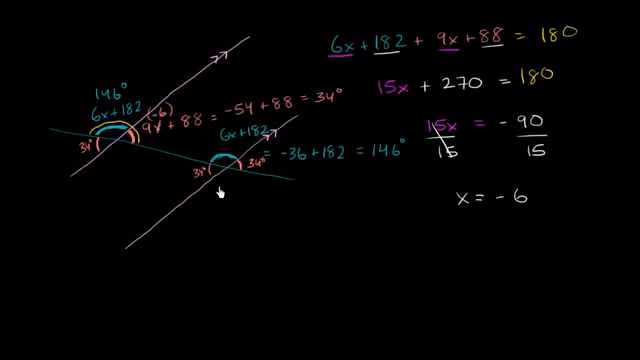 6x + 182 + 9x + 88 = 180
15x + 270 = 180
15x = - 90
15 15
x = - 6
146°
6x + 182
(-6)
9x + 88 = -54 + 88 = 34°
34°
6x + 182
= -36 + 182 = 146°
34° 34°